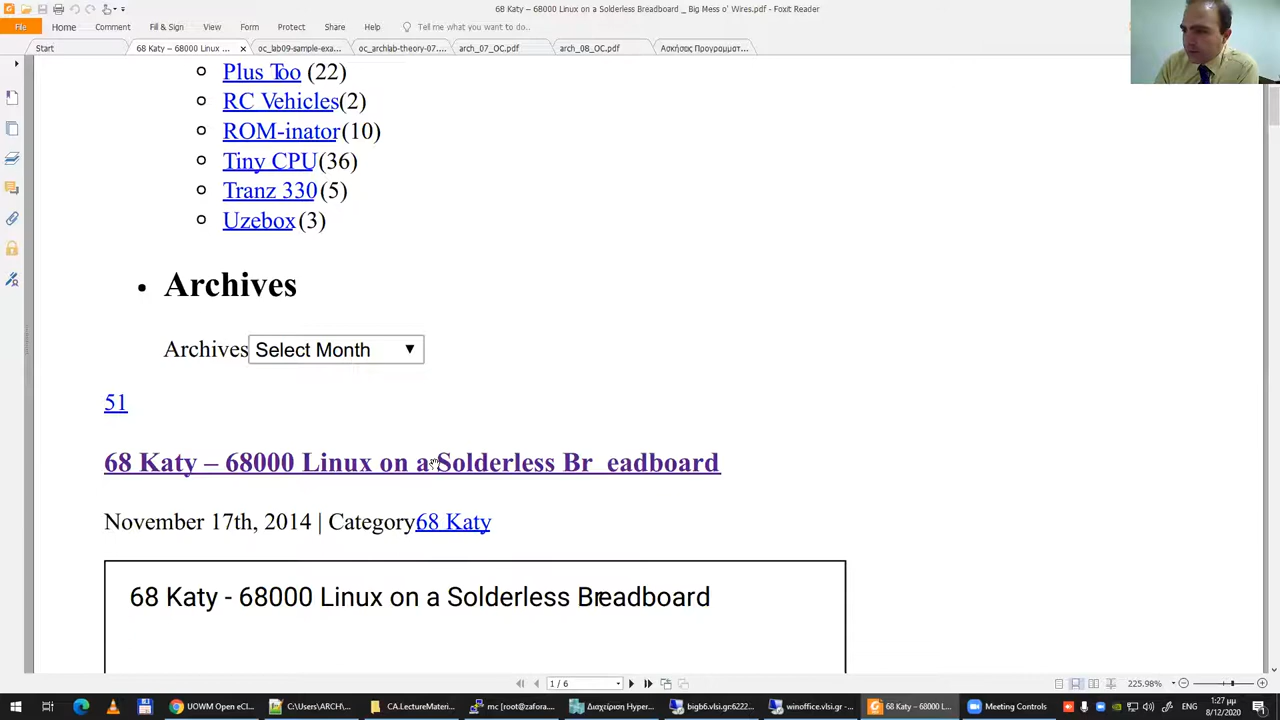 68 Katy – 68000 Linux on a Solderless Breadboard _ Big Mess o' Wires.pdf - Foxit Reader
File Home Comment Fill & Sign View Form Protect Share Help Tell me what you want to do..
Start 68 Katy – 68000 Linux ... oc_lab09-sample-exa... oc_archlab-theory-07... arch_07_OC.pdf arch_08_OC.pdf Ασκήσεις Προγραμματ...
Plus Too (22)
RC Vehicles(2)
ROM-inator(10)
Tiny CPU(36)
Tranz 330(5)
Uzebox(3)
Archives
Archives Select Month
51
68 Katy – 68000 Linux on a Solderless Br eadboard
November 17th, 2014 | Category68 Katy
68 Katy - 68000 Linux on a Solderless Breadboard
1 / 6
225.98%
UOWM Open eCl... C:\Users\ARCH\... CA.LectureMateri... mc [root@zafora.... Διαχείριση Hyper... big6.vlsi.gr:6222... winoffice.vlsi.gr - ... 68 Katy – 68000 L... Meeting Controls
1:27 μμ
8/12/2020